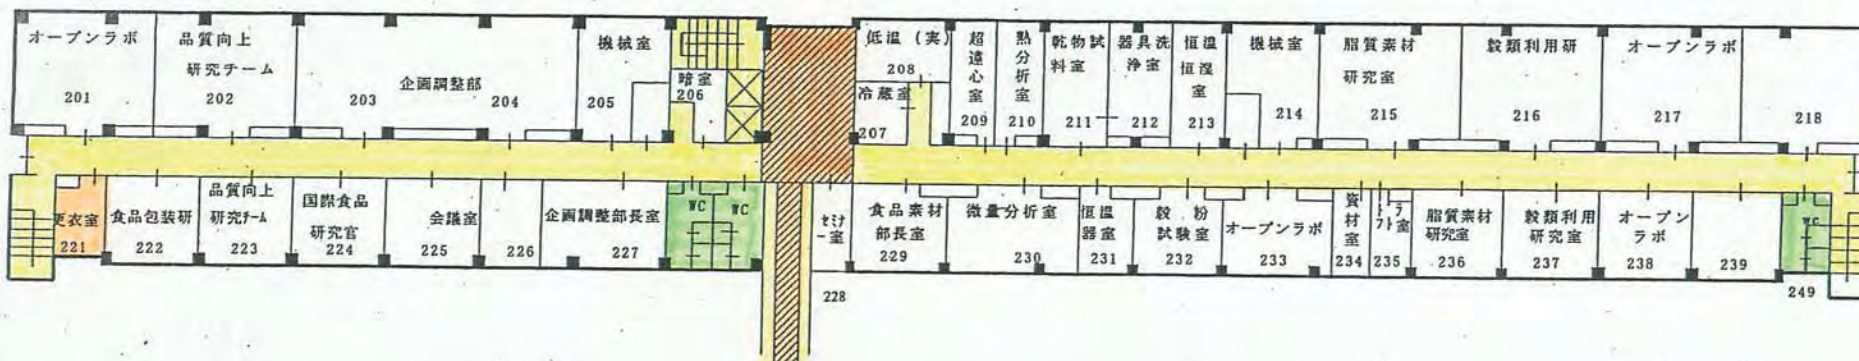 オープンラボ
201
品質向上
研究チーム
202
企画調整部
203
204
機械室
205
暗室
206
低温(実)
208
冷蔵室
207
超遠心室
209
熱分折室
210
乾物試
料室
211
器具洗
浄室
212
恒温
恒湿
室
213
機械室
214
脂質素材
研究室
215
穀類利用研
216
オープンラボ
217
218
更衣室
221
食品包装研
222
品質向上
研究チーム
223
国際食品
研究官
224
会議室
225
226
企画調整部長室
227
WC
WC
セミナ
ー室
228
食品素材
部長室
229
微量分折室
230
恒温
器室
231
穀粉
試験室
232
オープンラボ
233
資材室
234
ドラフト室
235
脂質素材
研究室
236
穀類利用
研究室
237
オープン
ラボ
238
239
WC
249